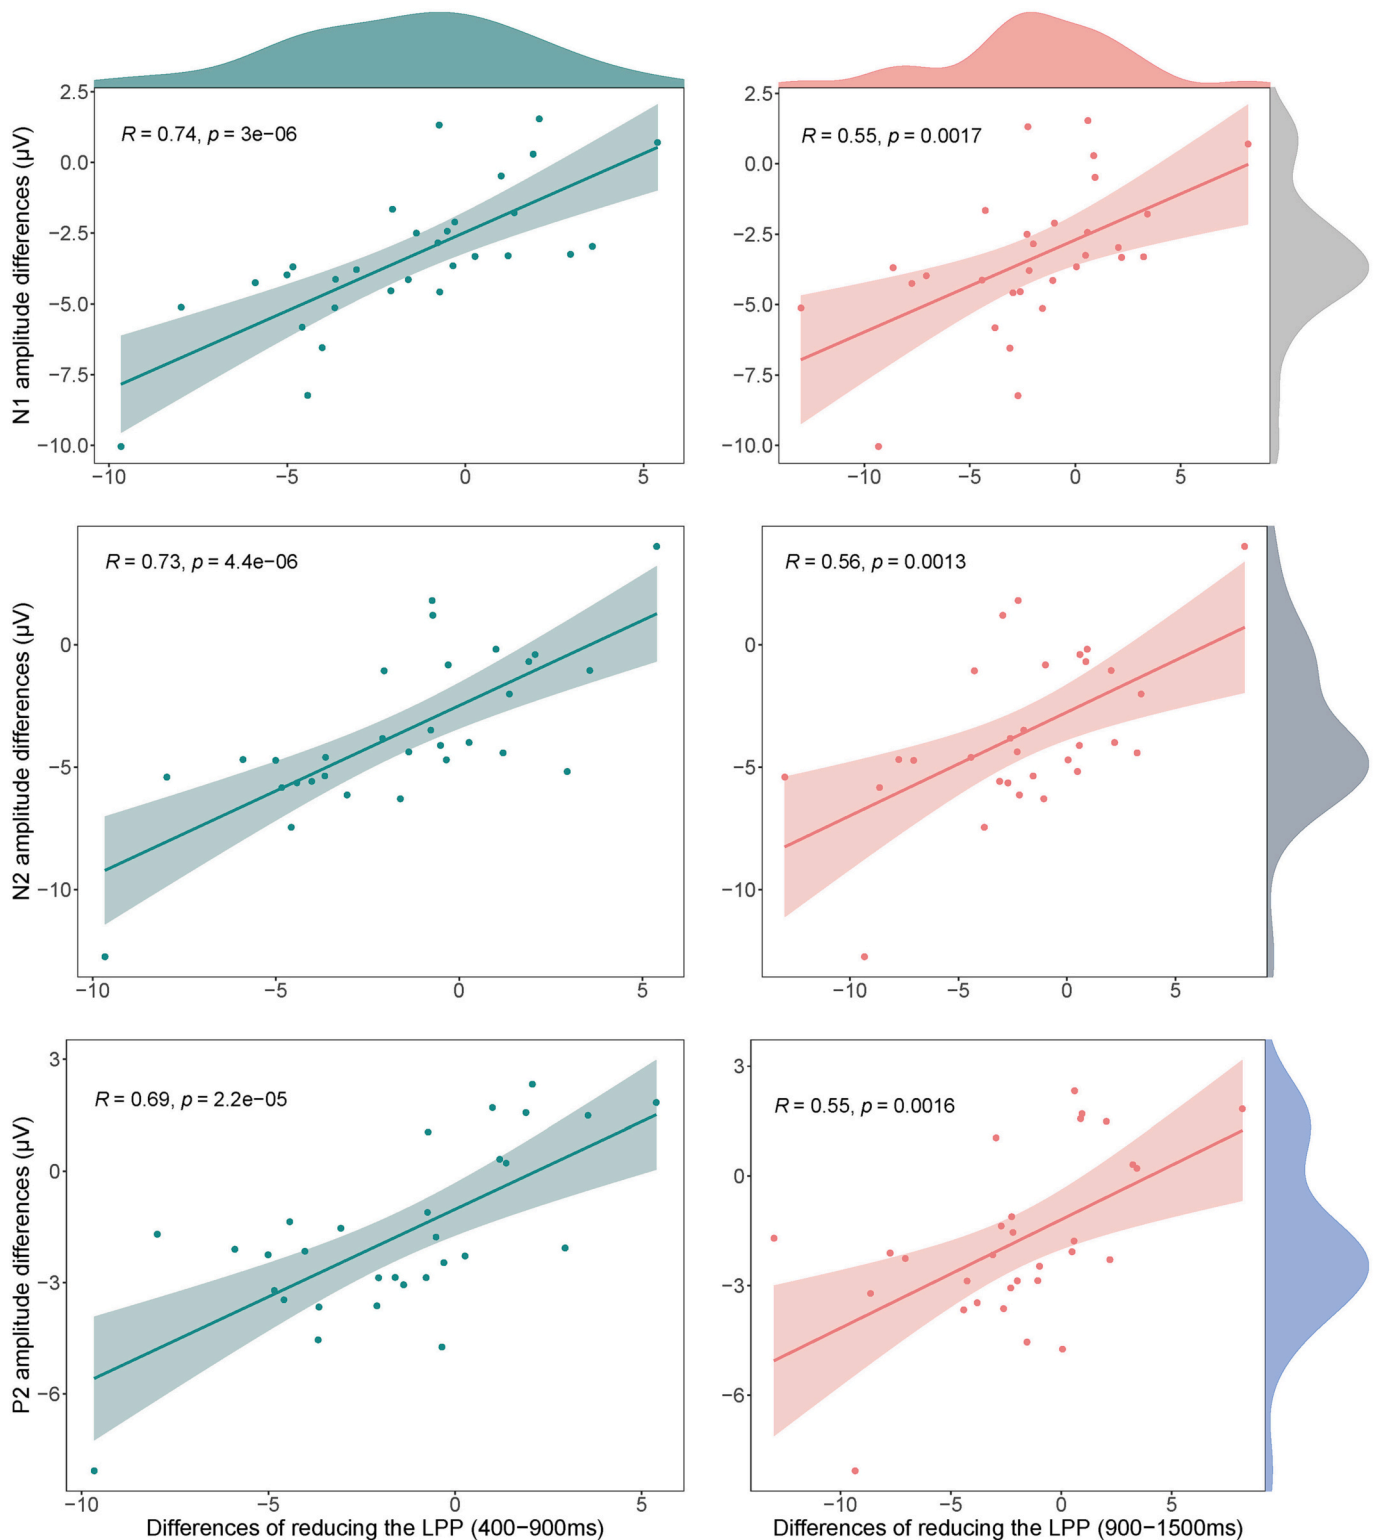 R = 0.74, p = 3e−06
R = 0.55, p = 0.0017
N1 amplitude differences (µV)
2.5
0.0
−2.5
−5.0
−7.5
−10.0
−10 −5 0 5
2.5
0.0
−2.5
−5.0
−7.5
−10.0
−10 −5 0 5
R = 0.73, p = 4.4e−06
R = 0.56, p = 0.0013
N2 amplitude differences (µV)
0
−5
−10
−10 −5 0 5
0
−5
−10
−10 −5 0 5
R = 0.69, p = 2.2e−05
R = 0.55, p = 0.0016
P2 amplitude differences (µV)
3
0
−3
−6
−10 −5 0 5
3
0
−3
−6
−10 −5 0 5
Differences of reducing the LPP (400−900ms)
Differences of reducing the LPP (900−1500ms)